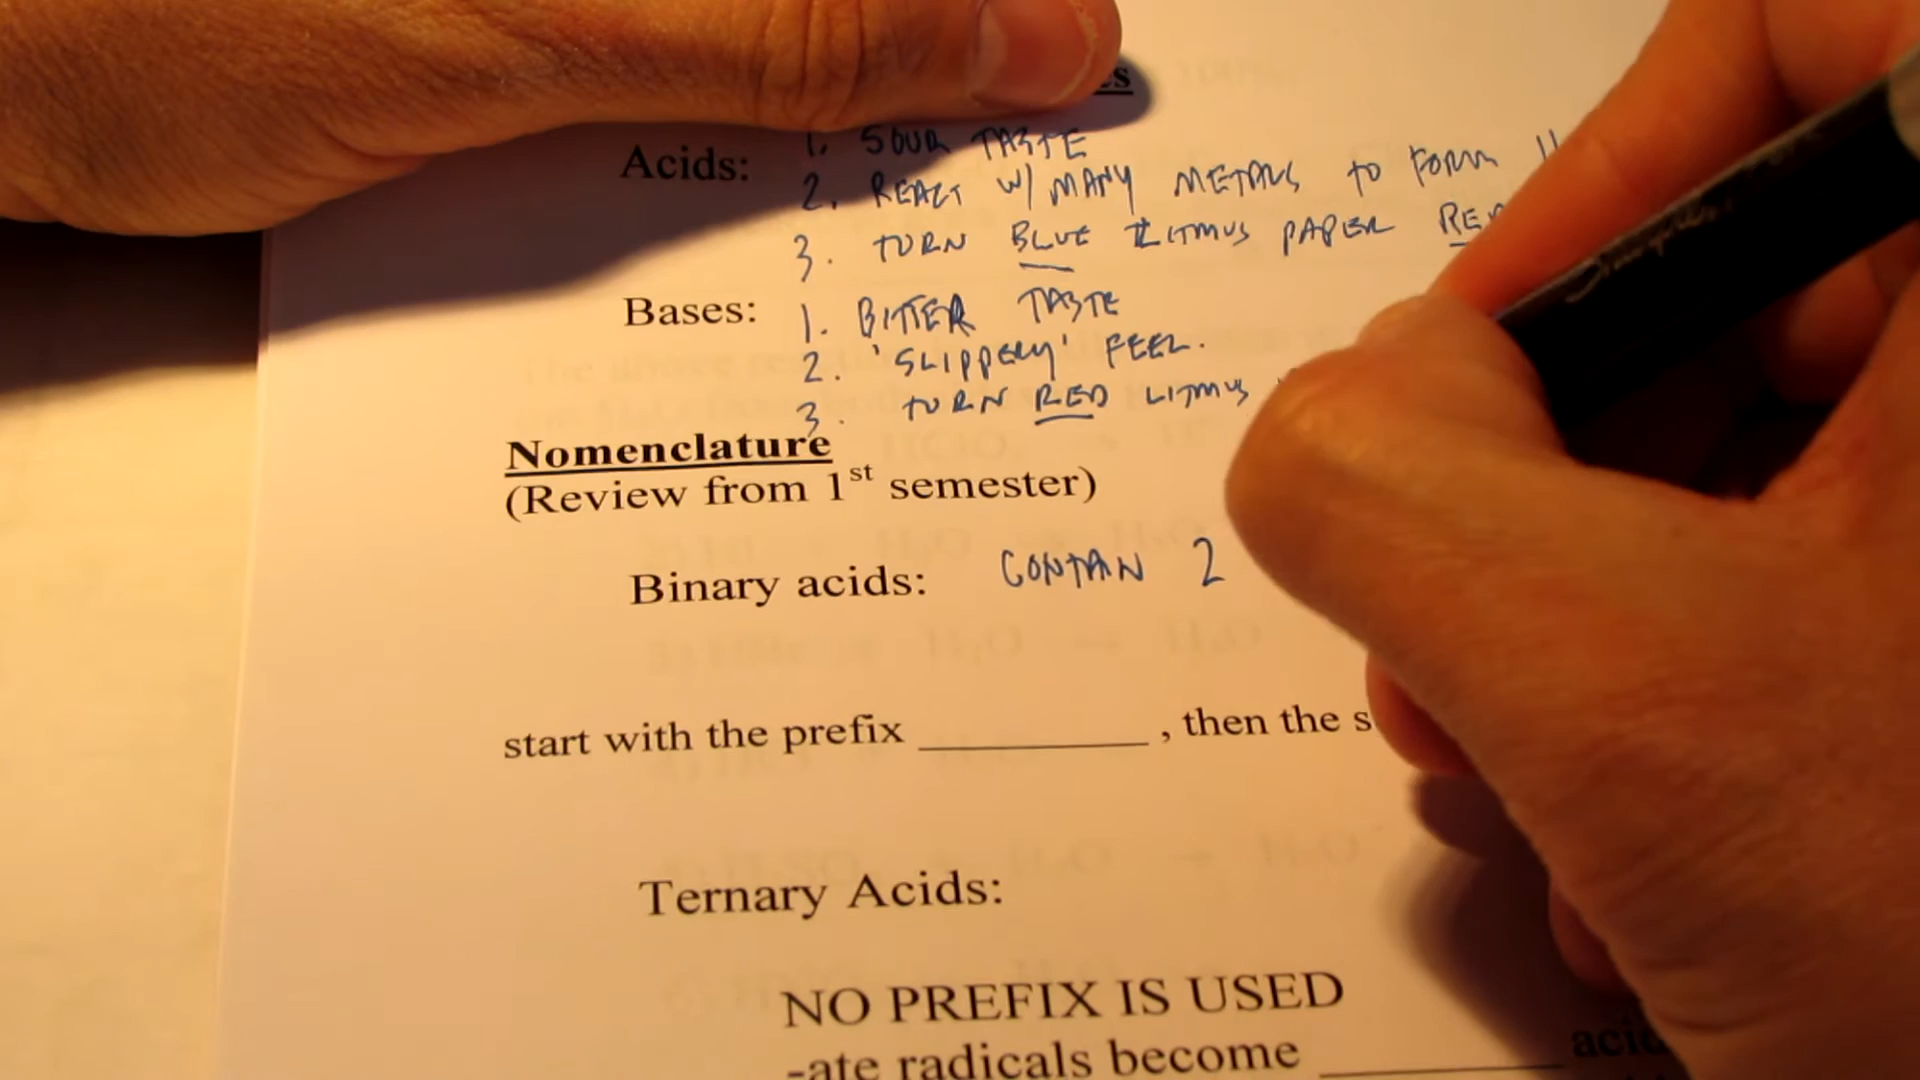 Acids: 1. SOUR TASTE
2. REACT W/ MANY METALS TO FORM
3. TURN BLUE LITMUS PAPER
Bases: 1. BITTER TASTE
2. 'SLIPPERY' FEEL.
3. TURN RED LITMUS
Nomenclature
(Review from 1st semester)
Binary acids: CONTAIN 2
start with the prefix __________ , then the s
Ternary Acids:
NO PREFIX IS USED
-ate radicals become __________ acid